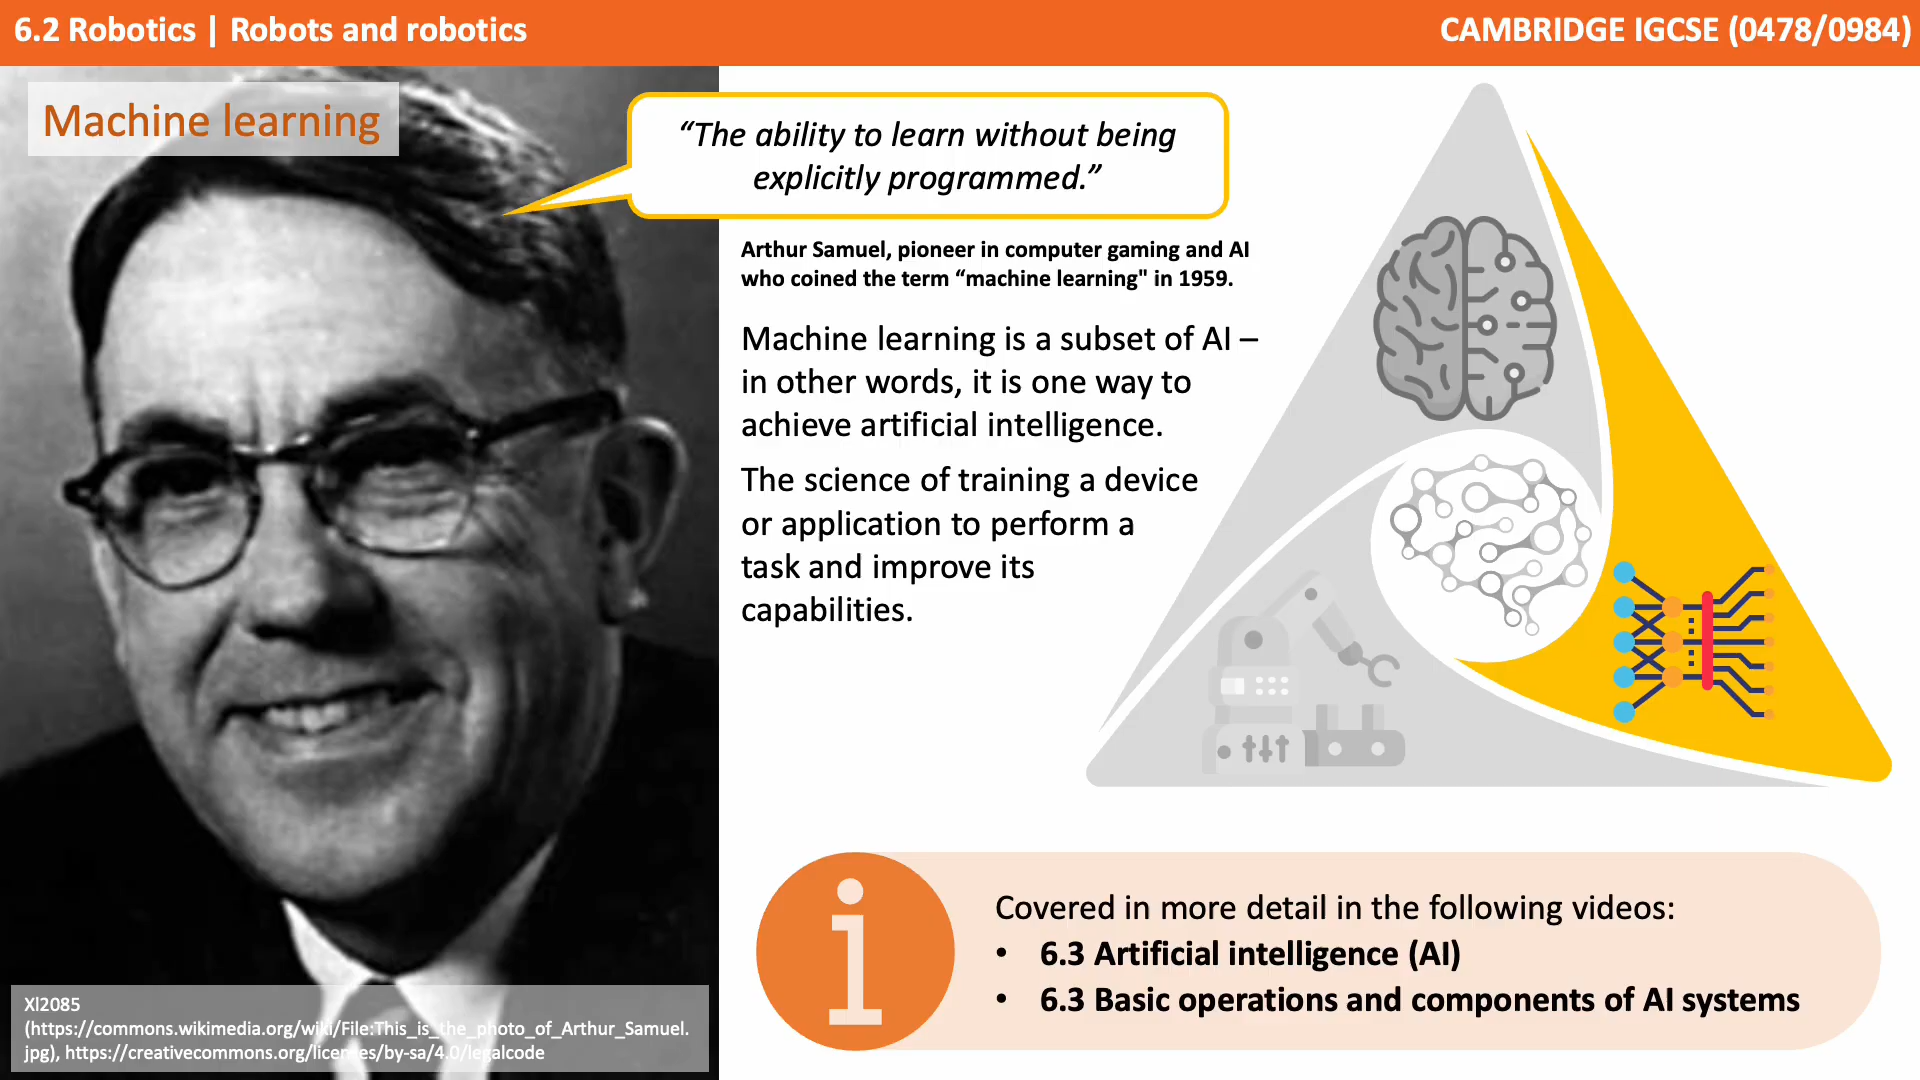 6.2 Robotics | Robots and robotics
CAMBRIDGE IGCSE (0478/0984)
Machine learning
“The ability to learn without being
explicitly programmed.”
Arthur Samuel, pioneer in computer gaming and AI
who coined the term “machine learning" in 1959.
Machine learning is a subset of AI –
in other words, it is one way to
achieve artificial intelligence.
The science of training a device
or application to perform a
task and improve its
capabilities.
Covered in more detail in the following videos:
• 6.3 Artificial intelligence (AI)
• 6.3 Basic operations and components of AI systems
Xl2085
(https://commons.wikimedia.org/wiki/File:This_is_the_photo_of_Arthur_Samuel.
jpg), https://creativecommons.org/licenses/by-sa/4.0/legalcode